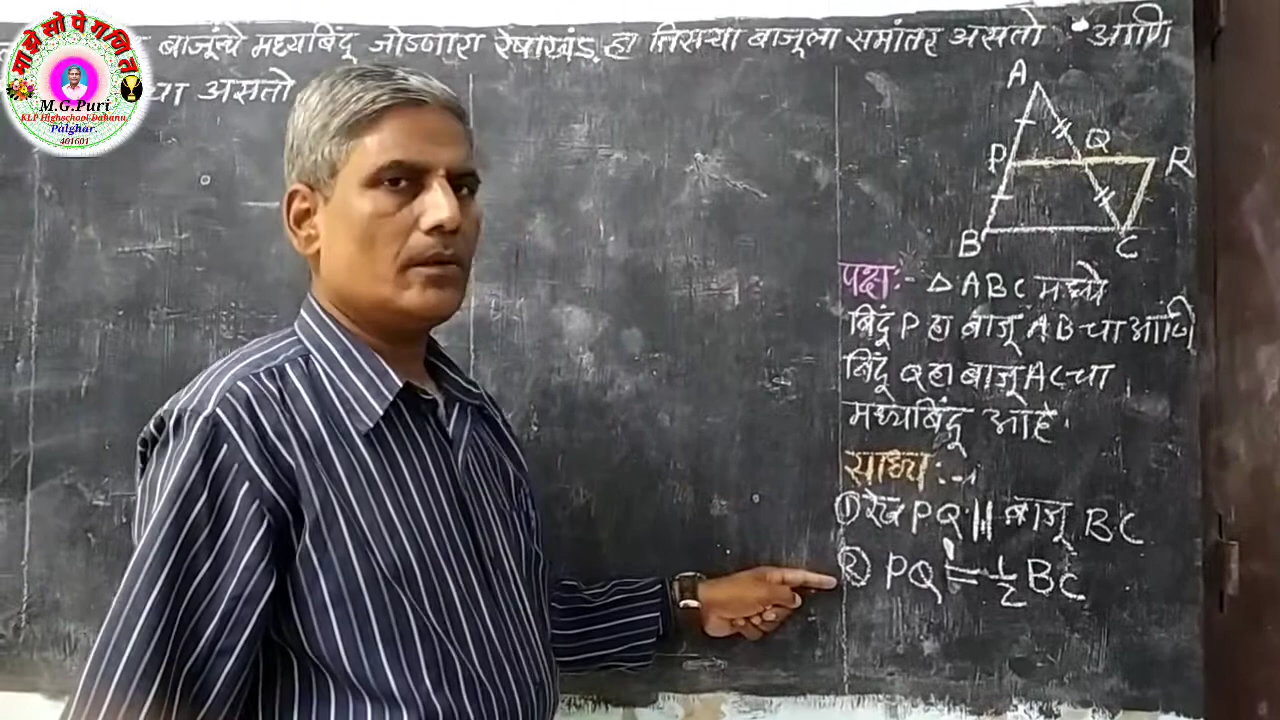 माझे सोपे गणित
M.G.Puri
KLP Highschool Dahanu,
Palghar.
401601
बाजूंचे मध्यबिंदू जोडणारा रेषाखंड हा तिसऱ्या बाजूला समांतर असतो आणि
असतो
A
P Q R
B C
पक्ष:- △ABC मध्ये
बिंदू P हा बाजू AB चा आणि
बिंदू Q हा बाजू AC चा
मध्यबिंदू आहे.
साध्य:-
① रेख PQ || बाजू BC
② PQ = 1/2 BC